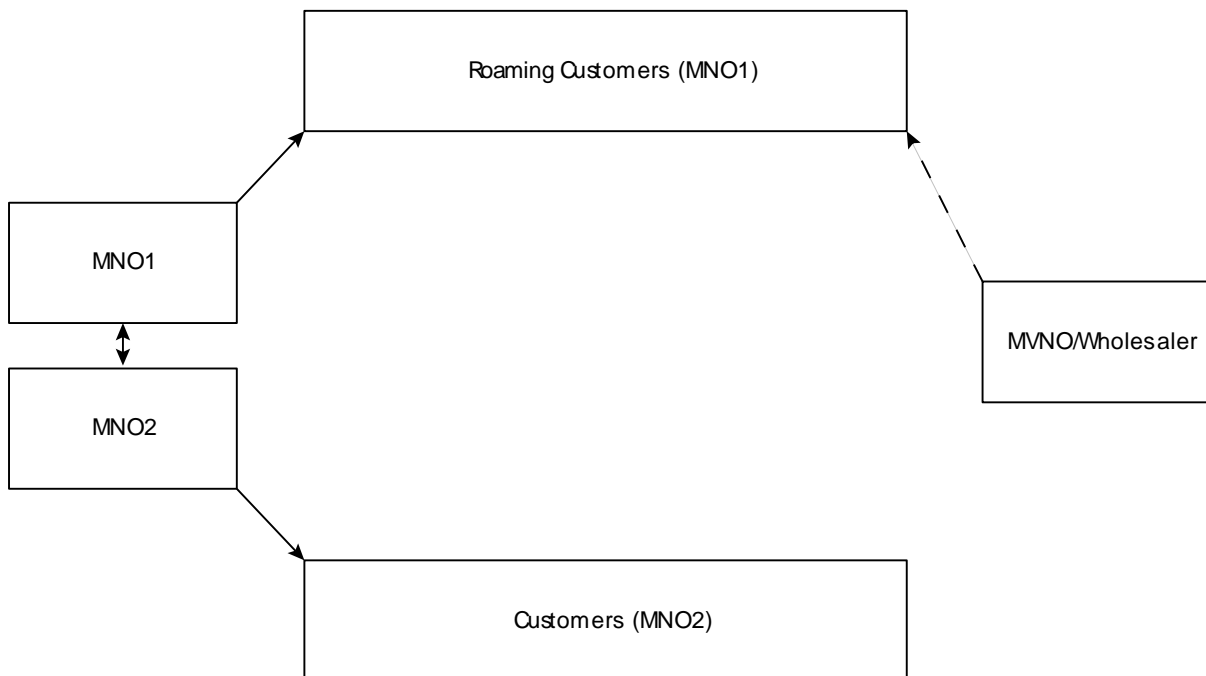 Roaming Customers (MNO1)
MNO1
MVNO/Wholesaler
MNO2
Customers (MNO2)